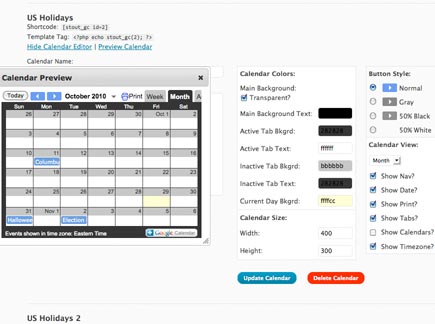 US Holidays
Shortcode: [stout_gc id=2]
Template Tag: <?php echo stout_gc(2); ?>
Hide Calendar Editor | Preview Calendar
Calendar Name:
Calendar Preview
Today October 2010 Print Week Month A
Sun Mon Tue Wed Thu Fri Sat
26 27 28 29 30 Oct 1 2
3 4 5 6 7 8 9
10 11 12 13 14 15 16
Columbu
17 18 19 20 21 22 23
24 25 26 27 28 29 30
31 Nov 1 2 3 4 5 6
Hallowee Election
Events shown in time zone: Eastern Time
Google Calendar
Calendar Colors:
Main Background:
Transparent?
Main Background Text:
Active Tab Bkgrd: 282828
Active Tab Text: ffffff
Inactive Tab Bkgrd: bbbbbb
Inactive Tab Text: 282828
Current Day Bkgrd: ffffcc
Calendar Size:
Width: 400
Height: 300
Update Calendar Delete Calendar
Button Style:
Normal
Gray
50% Black
50% White
Calendar View:
Month
Show Nav?
Show Date?
Show Print?
Show Tabs?
Show Calendars?
Show Timezone?
US Holidays 2